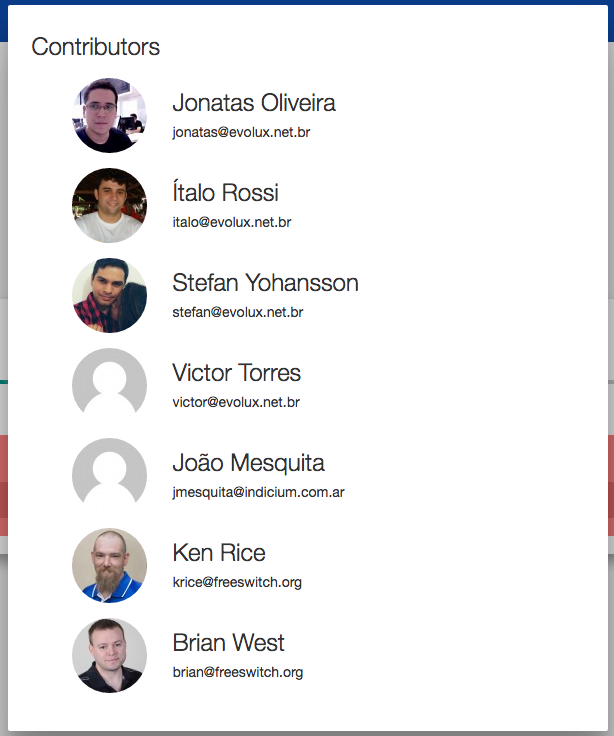 Contributors
Jonatas Oliveira
jonatas@evolux.net.br
Ítalo Rossi
italo@evolux.net.br
Stefan Yohansson
stefan@evolux.net.br
Victor Torres
victor@evolux.net.br
João Mesquita
jmesquita@indicium.com.ar
Ken Rice
krice@freeswitch.org
Brian West
brian@freeswitch.org